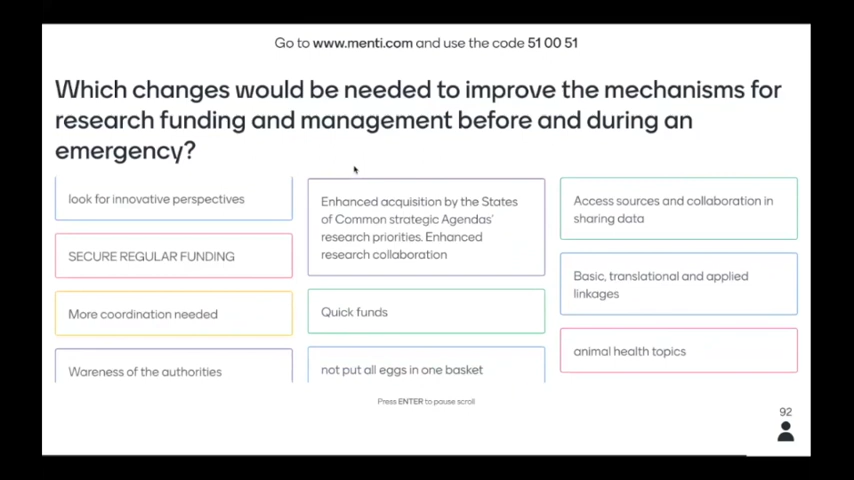 Go to www.menti.com and use the code 51 00 51
Which changes would be needed to improve the mechanisms for
research funding and management before and during an
emergency?
look for innovative perspectives
SECURE REGULAR FUNDING
More coordination needed
Wareness of the authorities
Enhanced acquisition by the States
of Common strategic Agendas'
research priorities. Enhanced
research collaboration
Quick funds
not put all eggs in one basket
Access sources and collaboration in
sharing data
Basic, translational and applied
linkages
animal health topics
Press ENTER to pause scroll
92